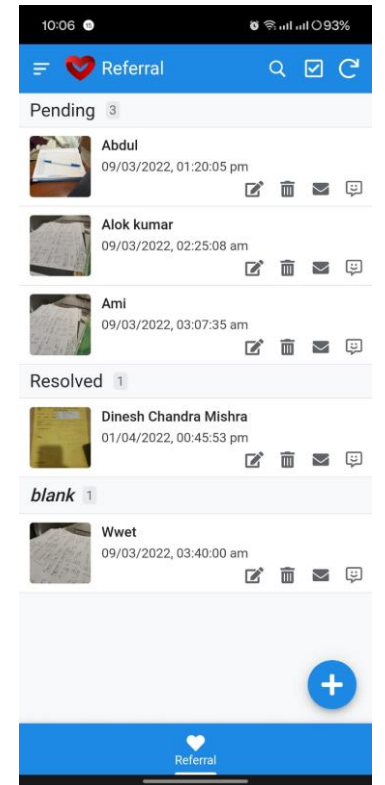 10:06 93%
Referral
Pending 3
Abdul
09/03/2022, 01:20:05 pm
Alok kumar
09/03/2022, 02:25:08 am
Ami
09/03/2022, 03:07:35 am
Resolved 1
Dinesh Chandra Mishra
01/04/2022, 00:45:53 pm
blank 1
Wwet
09/03/2022, 03:40:00 am
Referral